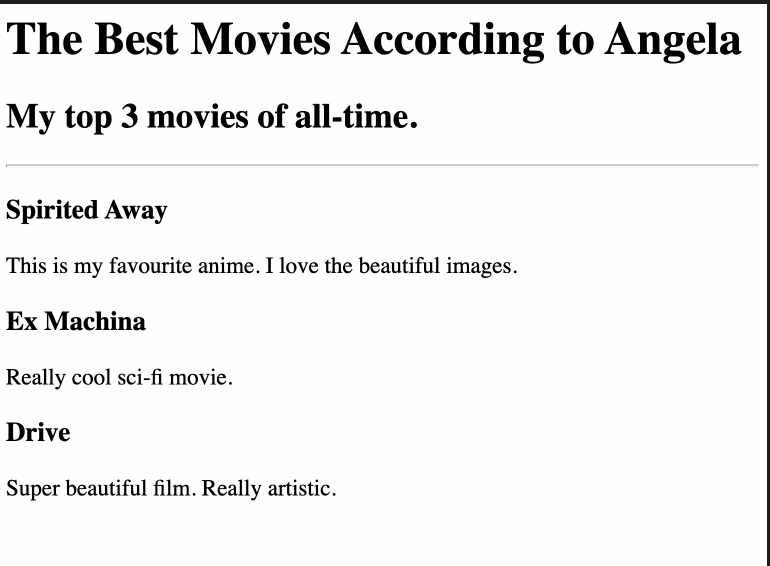 The Best Movies According to Angela
My top 3 movies of all-time.
Spirited Away
This is my favourite anime. I love the beautiful images.
Ex Machina
Really cool sci-fi movie.
Drive
Super beautiful film. Really artistic.